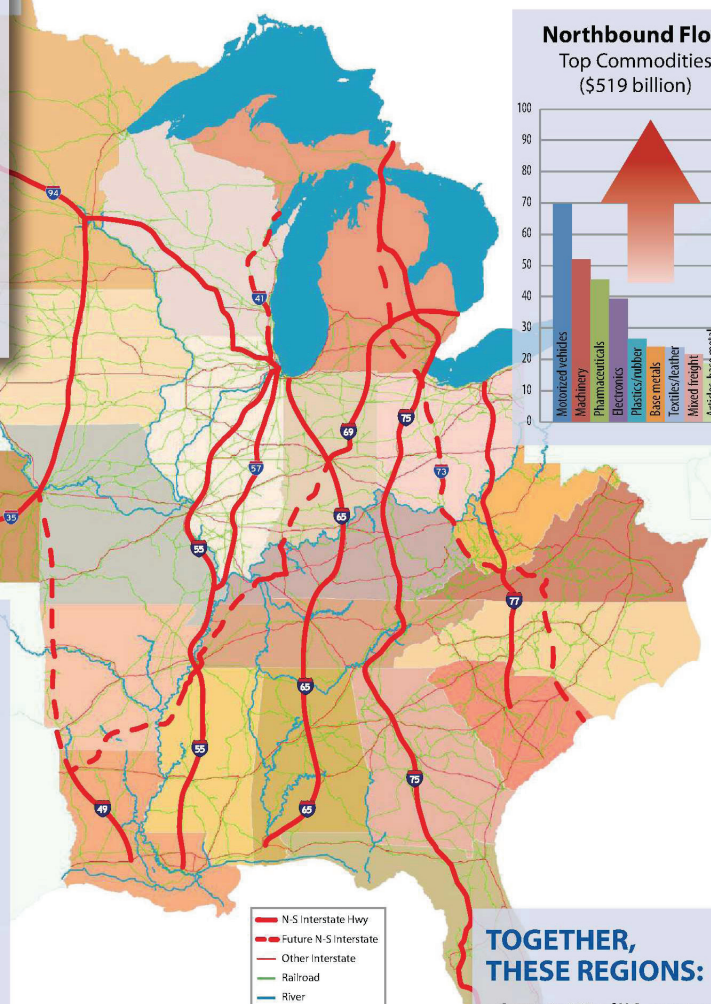 Northbound Flo
Top Commodities
($519 billion)
100
90
80
70
60
50
40
30
20
10
0
Motorized vehicles
Machinery
Pharmaceuticals
Electronics
Plastics/rubber
Base metals
Textiles/leather
Mixed freight
94
41
69
75
57
73
65
35
55
77
65
55
75
49
65
N-S Interstate Hwy
Future N-S Interstate
Other Interstate
Railroad
River
TOGETHER,
THESE REGIONS: